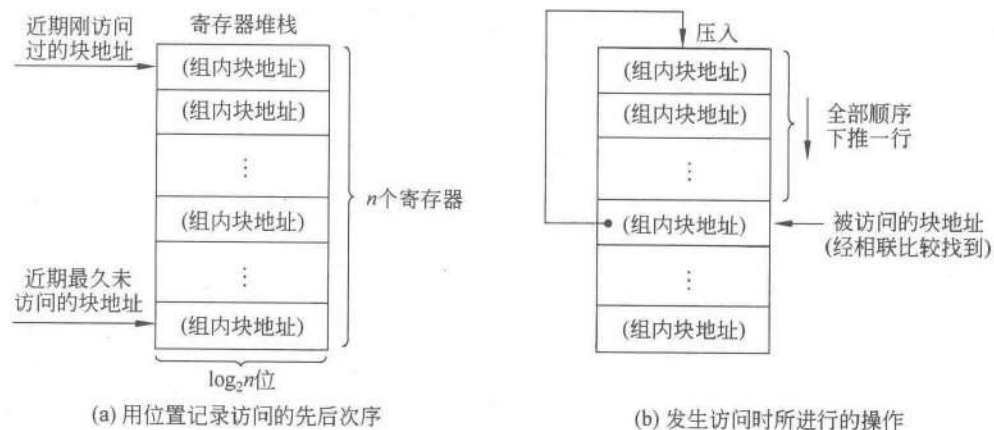 近期刚访问
过的块地址
寄存器堆栈
(组内块地址)
(组内块地址)
⋮
(组内块地址)
⋮
(组内块地址)
n个寄存器
近期最久未
访问的块地址
log₂n位
(a) 用位置记录访问的先后次序
压入
(组内块地址)
(组内块地址)
⋮
(组内块地址)
⋮
(组内块地址)
全部顺序
下推一行
被访问的块地址
(经相联比较找到)
(b) 发生访问时所进行的操作